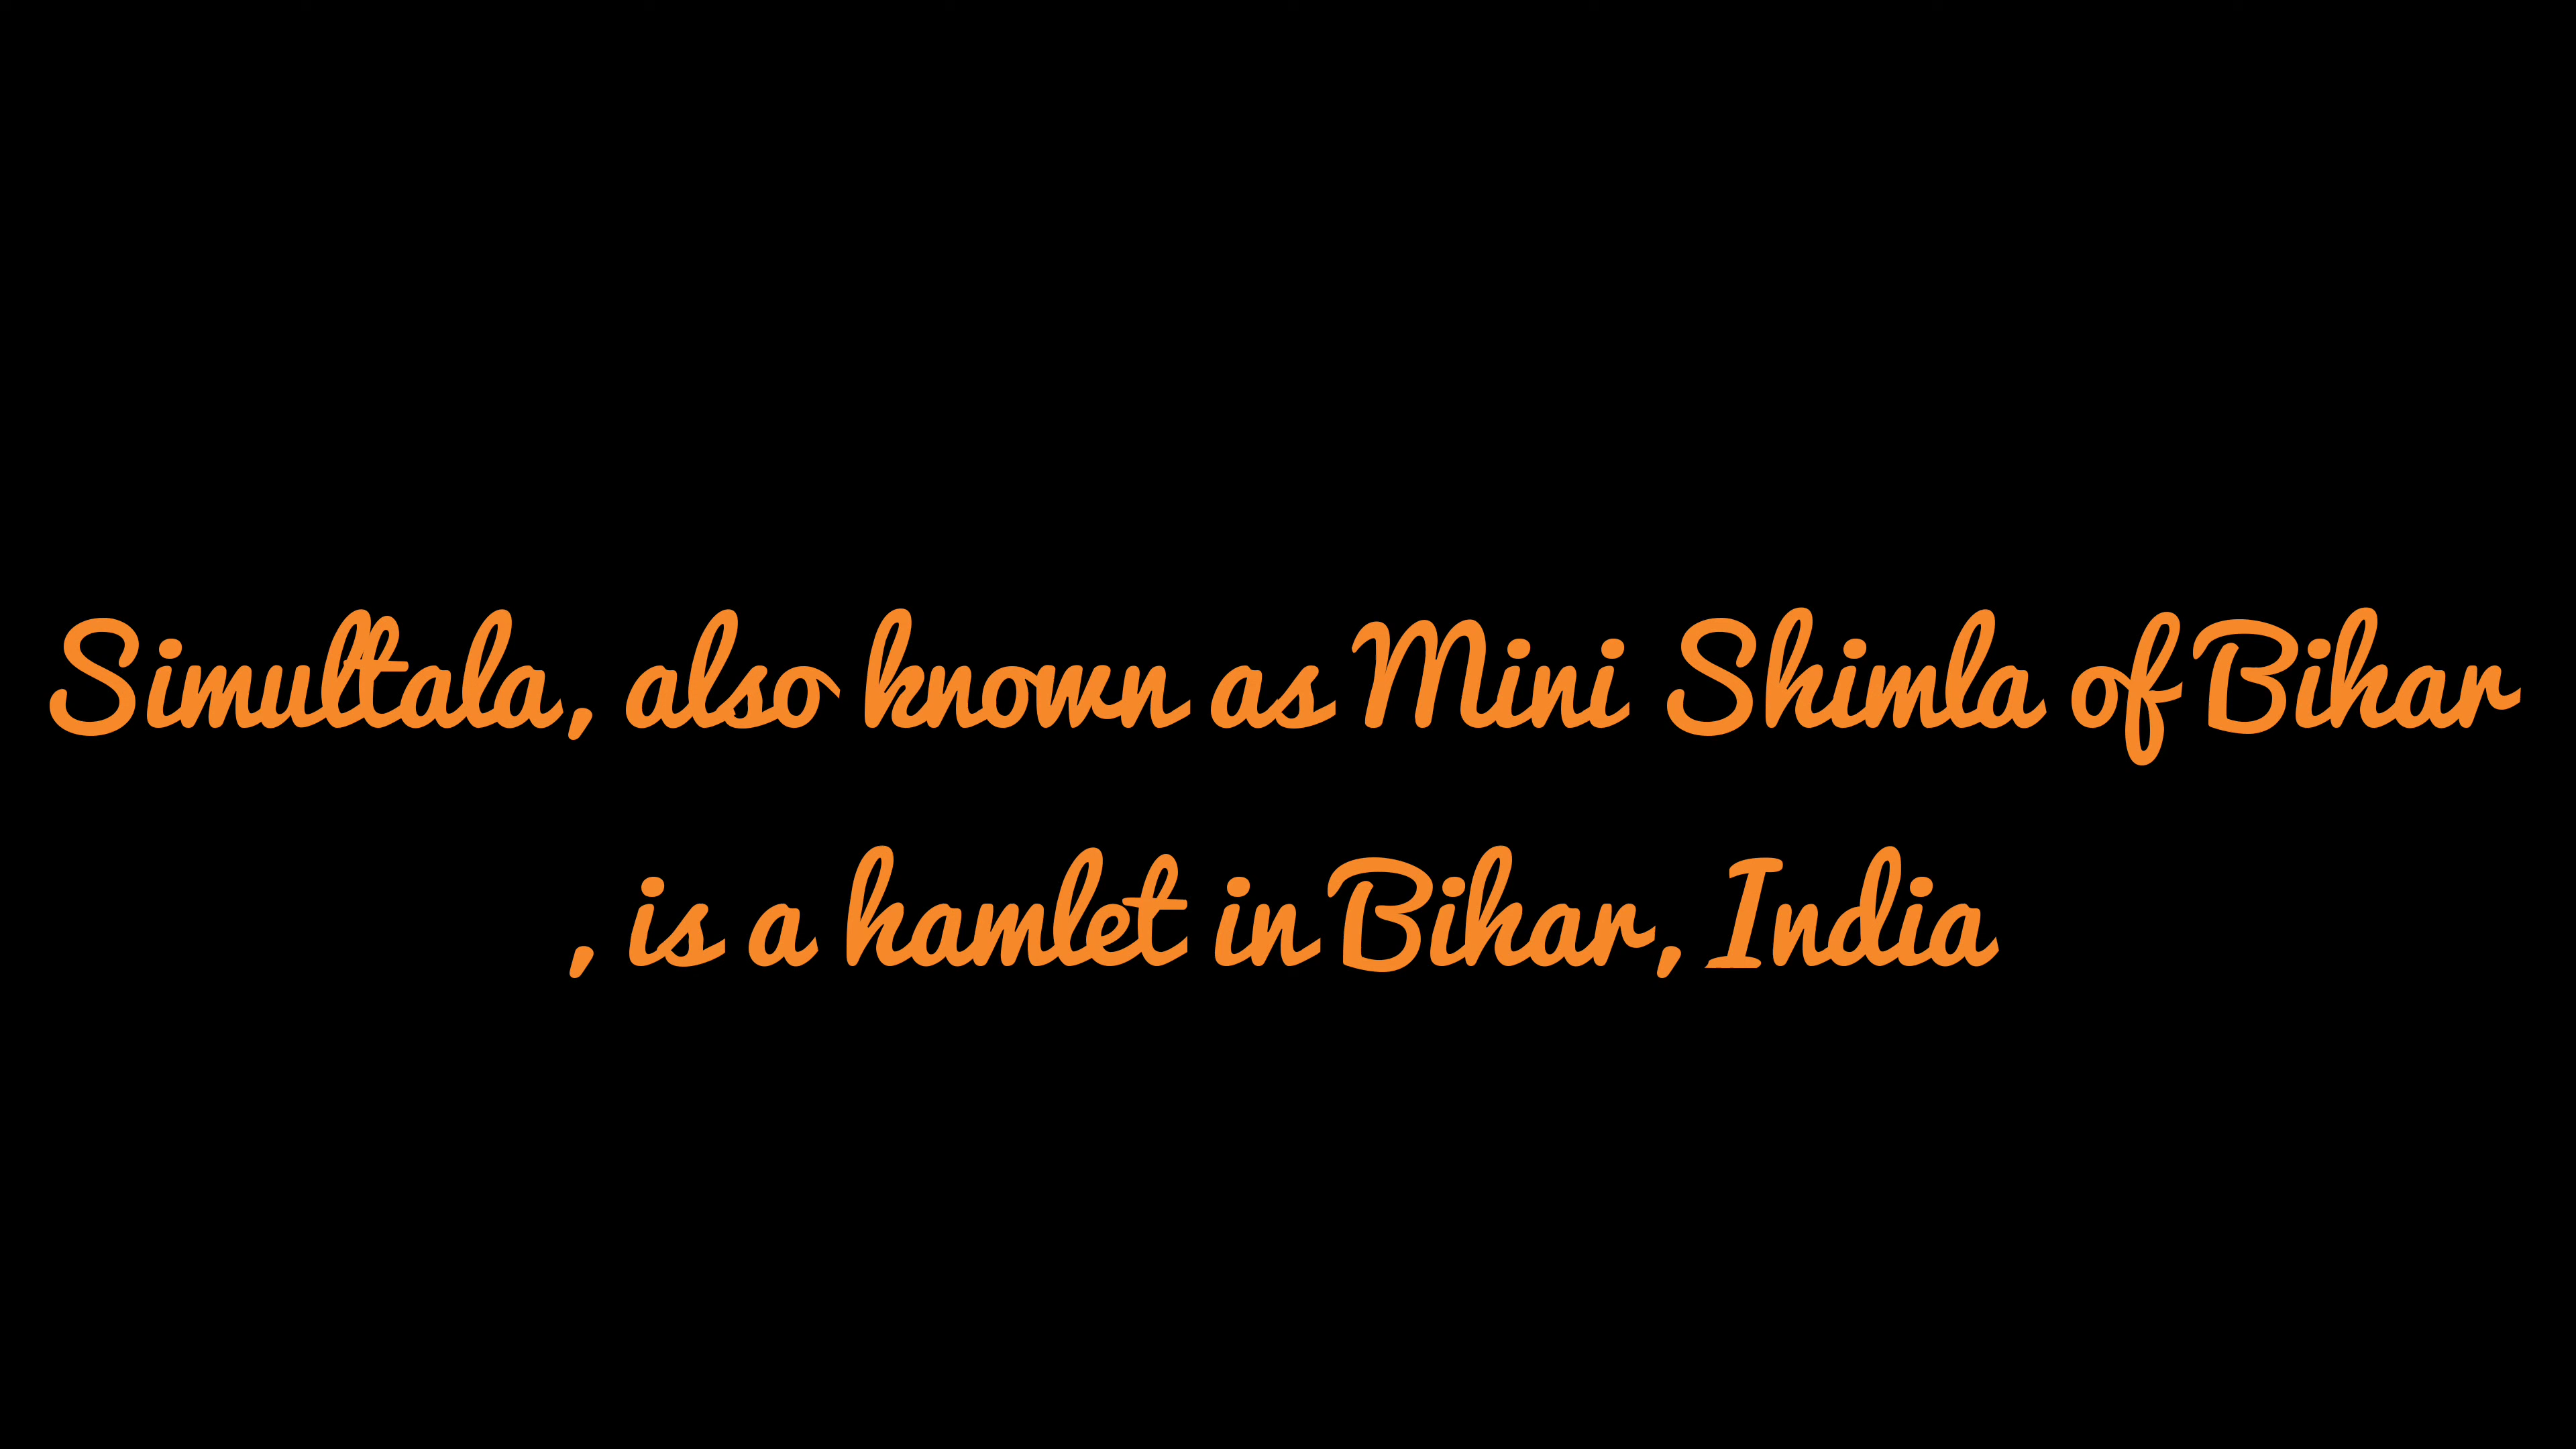 Simultala, also known as Mini Shimla of Bihar
, is a hamlet in Bihar, India